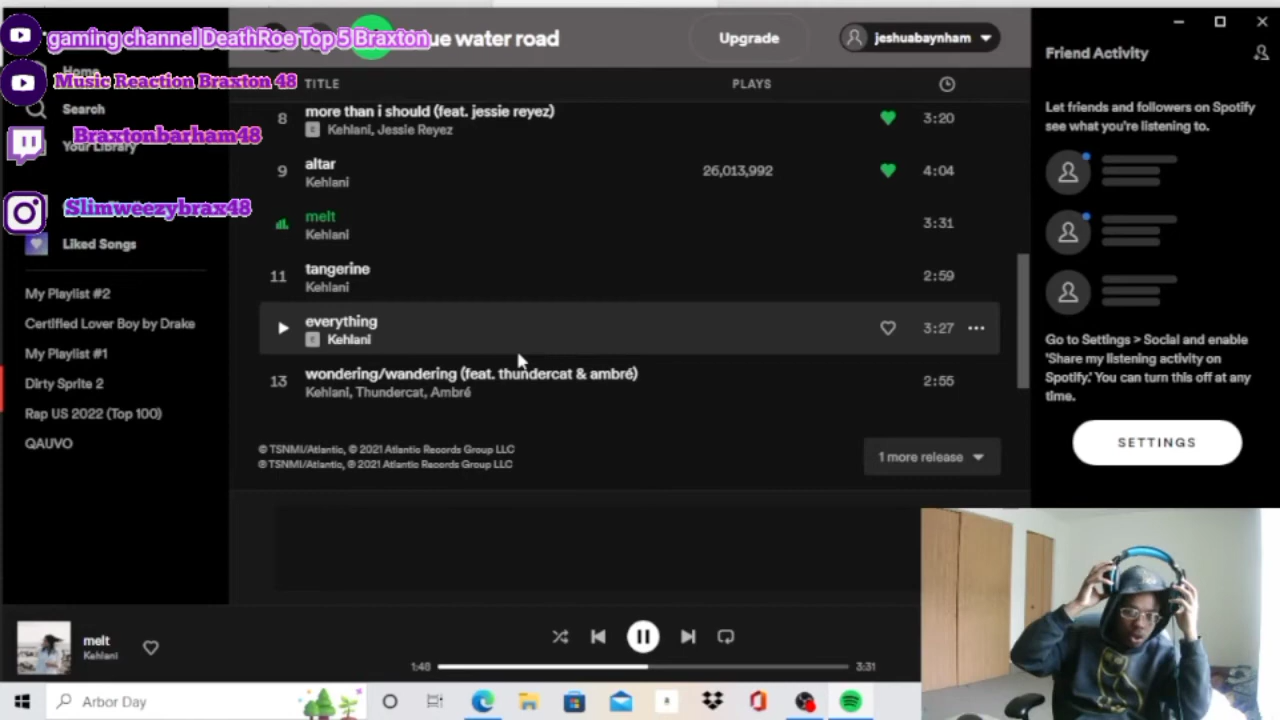 gaming channel DeathRoe Top 5 Braxton
ue water road
Upgrade
jeshuabaynham
Friend Activity
Home
Music Reaction Braxton 48
TITLE
PLAYS
Search
Let friends and followers on Spotify
see what you're listening to.
8
more than i should (feat. jessie reyez)
E
Kehlani, Jessie Reyez
3:20
Braxtonbarham48
Your Library
9
altar
Kehlani
26,013,992
4:04
Slimweezybrax48
melt
Kehlani
3:31
Liked Songs
11
tangerine
Kehlani
2:59
My Playlist #2
Certified Lover Boy by Drake
My Playlist #1
Dirty Sprite 2
Rap US 2022 (Top 100)
QAUVO
everything
E
Kehlani
3:27
13
wondering/wandering (feat. thundercat & ambré)
Kehlani, Thundercat, Ambré
2:55
Go to Settings > Social and enable
'Share my listening activity on
Spotify.' You can turn this off at any
time.
SETTINGS
© TSNMI/Atlantic, © 2021 Atlantic Records Group LLC
℗ TSNMI/Atlantic, ℗ 2021 Atlantic Records Group LLC
1 more release
melt
Kehlani
1:48
3:31
Arbor Day